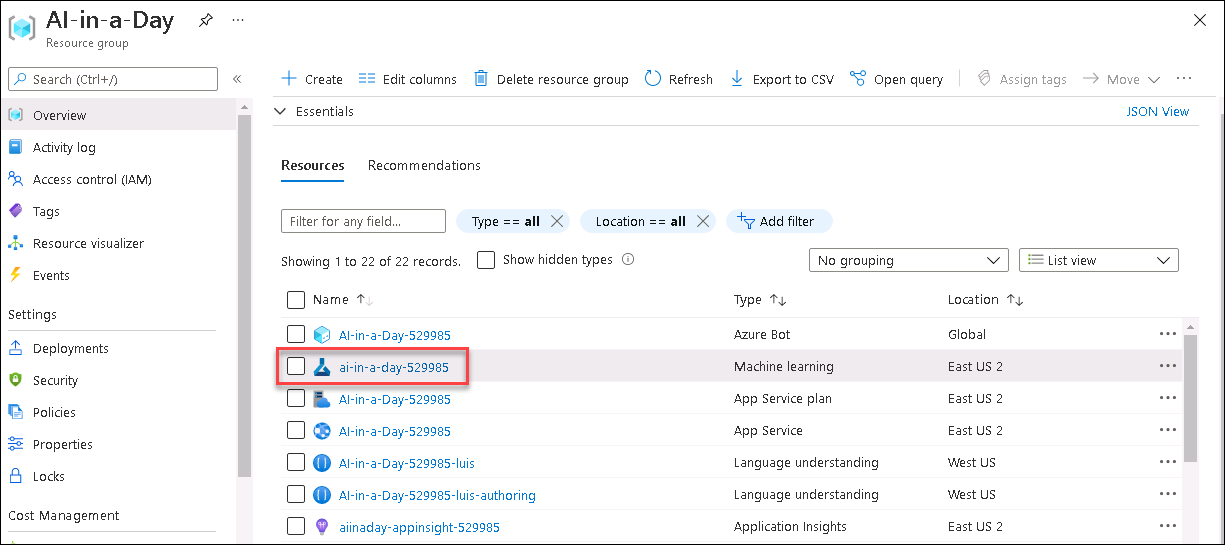 AI-in-a-Day
Resource group
Search (Ctrl+/)
Overview
Activity log
Access control (IAM)
Tags
Resource visualizer
Events
Settings
Deployments
Security
Policies
Properties
Locks
Cost Management
Create Edit columns Delete resource group Refresh Export to CSV Open query Assign tags Move
Essentials JSON View
Resources Recommendations
Filter for any field... Type == all Location == all Add filter
Showing 1 to 22 of 22 records. Show hidden types No grouping List view
Name Type Location
AI-in-a-Day-529985 Azure Bot Global
ai-in-a-day-529985 Machine learning East US 2
AI-in-a-Day-529985 App Service plan East US 2
AI-in-a-Day-529985 App Service East US 2
AI-in-a-Day-529985-luis Language understanding West US
AI-in-a-Day-529985-luis-authoring Language understanding West US
aiinaday-appinsight-529985 Application Insights East US 2